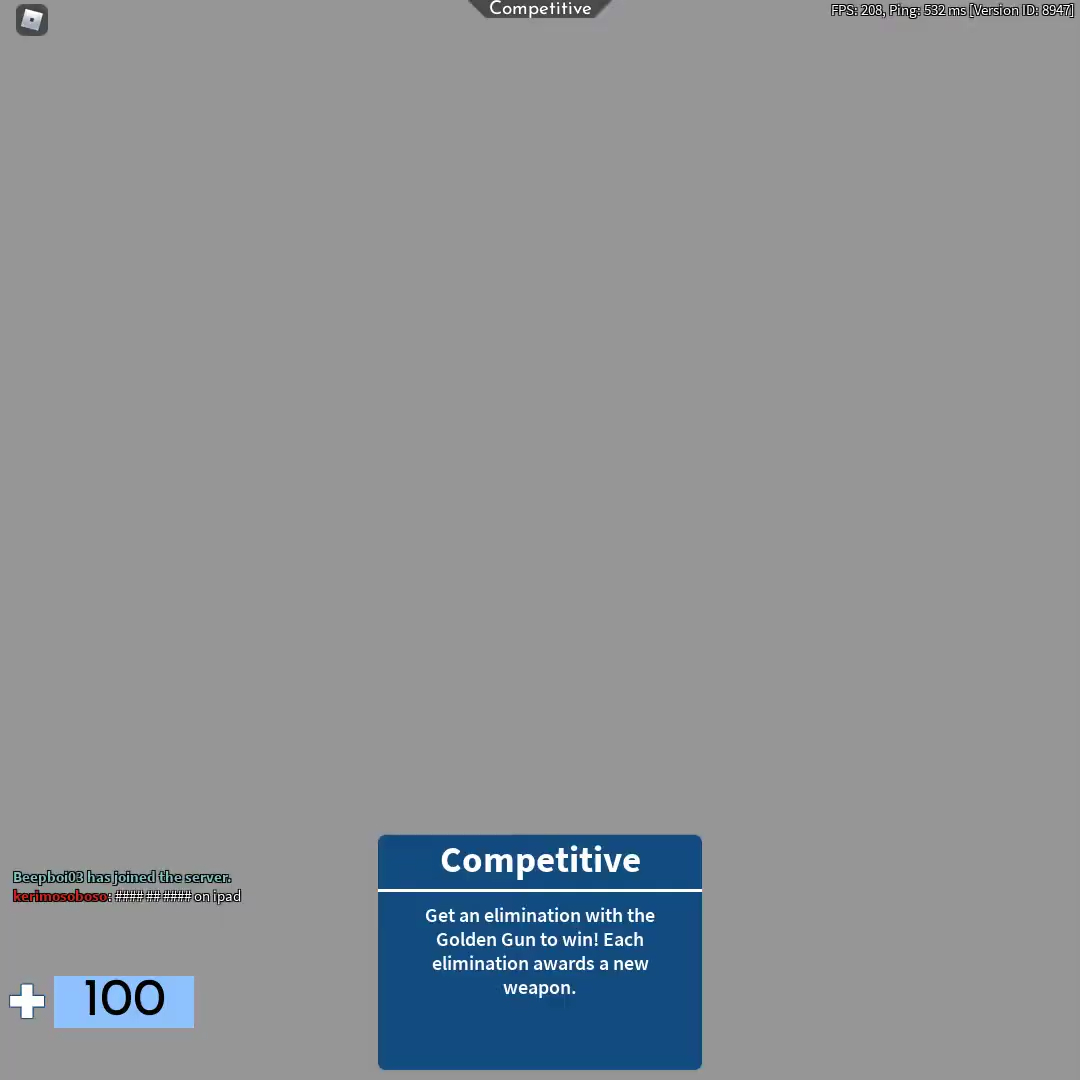 Competitive
FPS: 208, Ping: 532 ms [Version ID: 8947]
Beepboi03 has joined the server.
kerimosoboso: #### ## #### on ipad
100
Competitive
Get an elimination with the
Golden Gun to win! Each
elimination awards a new
weapon.